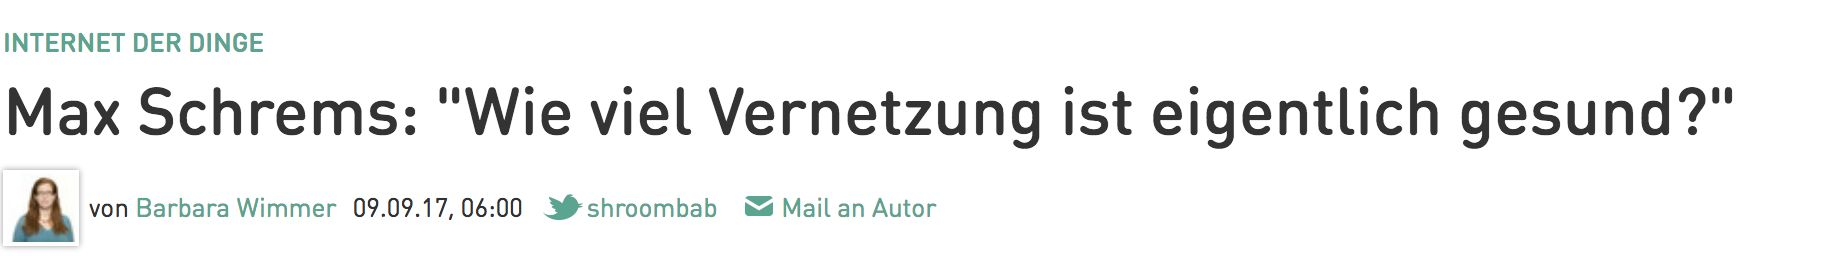 INTERNET DER DINGE
Max Schrems: "Wie viel Vernetzung ist eigentlich gesund?"
von Barbara Wimmer 09.09.17, 06:00 shroombab Mail an Autor